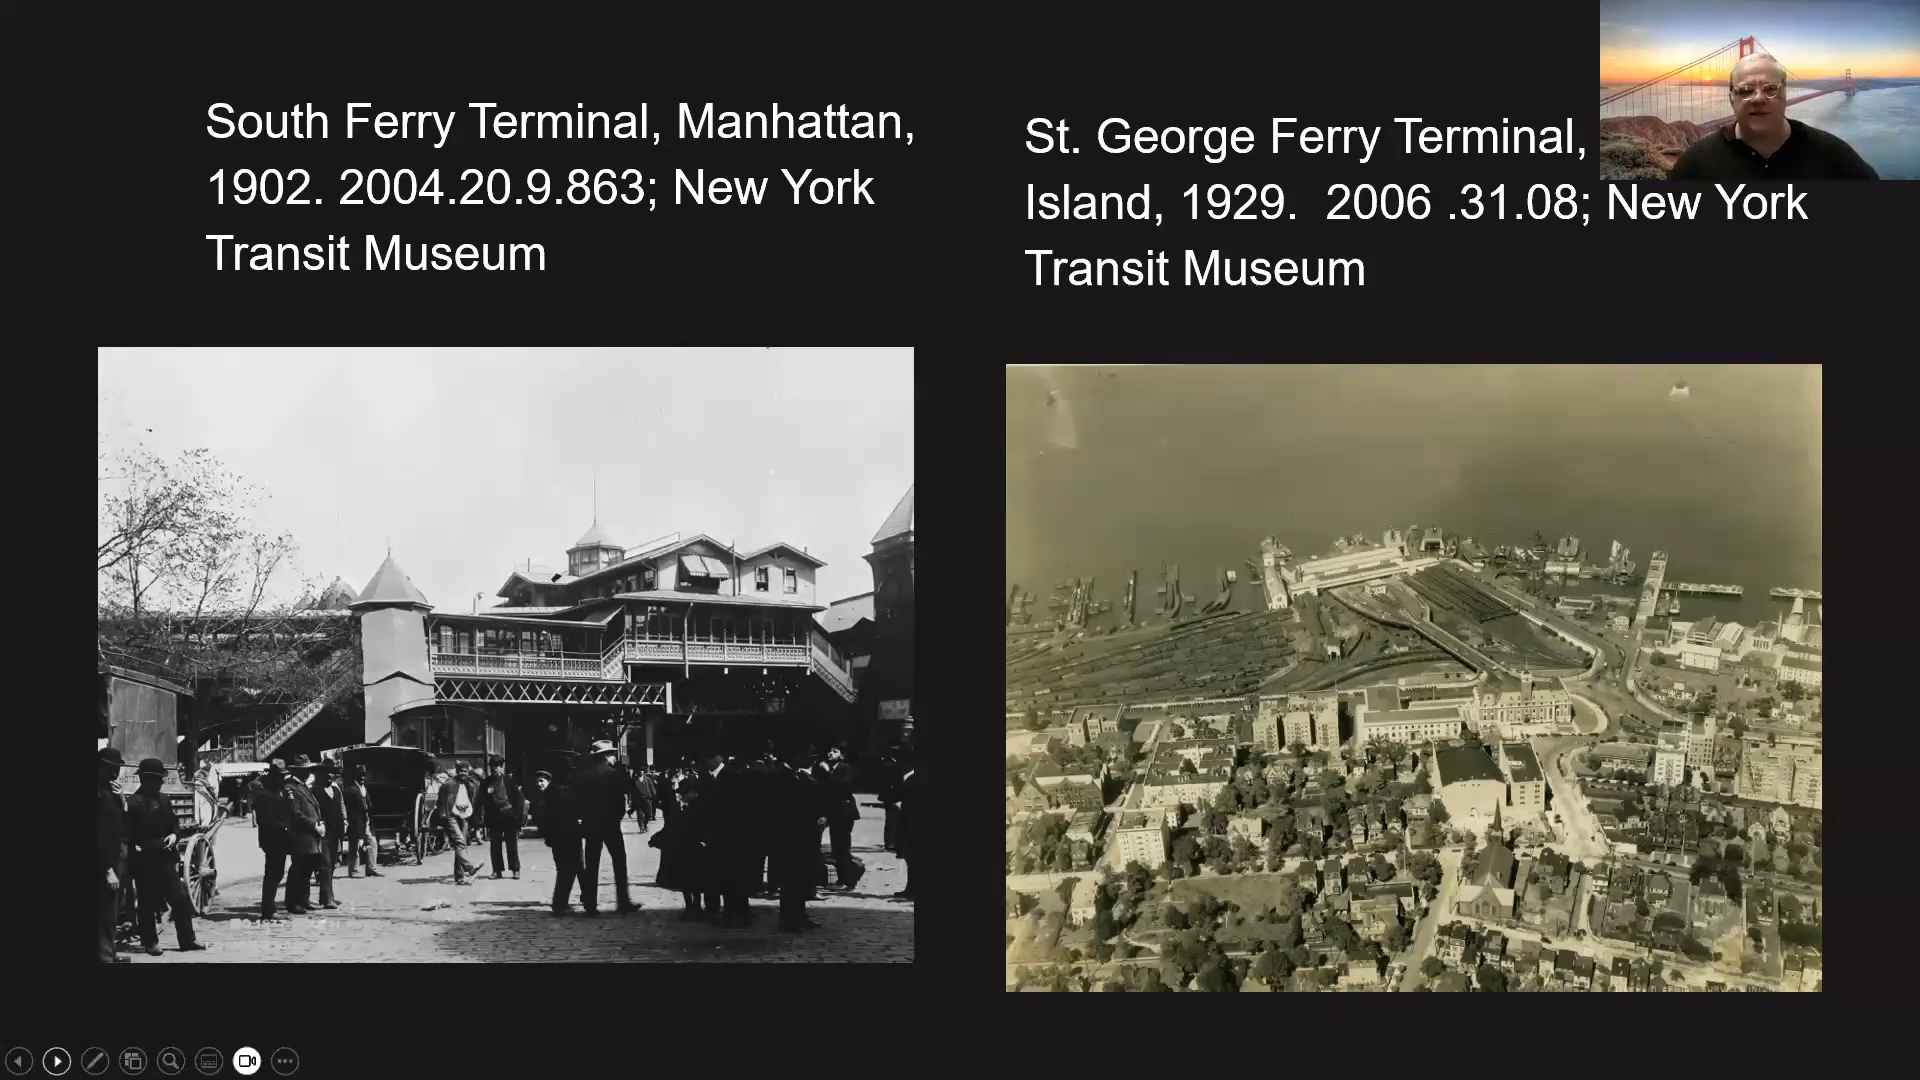 South Ferry Terminal, Manhattan,
1902. 2004.20.9.863; New York
Transit Museum
St. George Ferry Terminal,
Island, 1929.  2006 .31.08; New York
Transit Museum